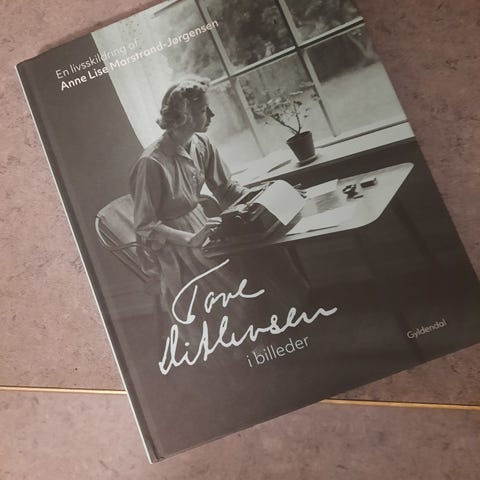 En livsskildring af
Anne Lise Marstrand-Jørgensen
Tove
Ditlevsen
i billeder
Gyldendal